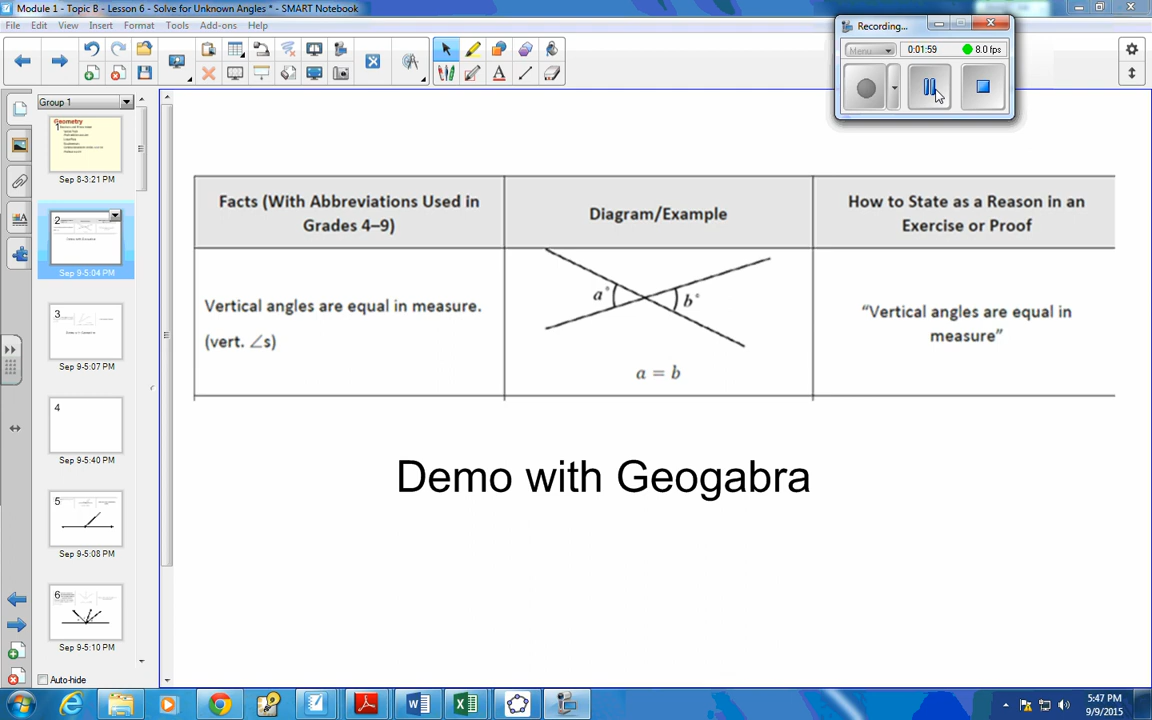 Module 1 - Topic B - Lesson 6 - Solve for Unknown Angles * - SMART Notebook
File Edit View Insert Format Tools Add-ons Help
Recording...
Menu 0:01:59 8.0 fps
Group 1
Geometry
1
Sep 8-3:21 PM
2
Sep 9-5:04 PM
3
Sep 9-5:07 PM
4
Sep 9-5:40 PM
5
Sep 9-5:08 PM
6
Sep 9-5:10 PM
Auto-hide
Facts (With Abbreviations Used in
Grades 4–9)
Diagram/Example
How to State as a Reason in an
Exercise or Proof
Vertical angles are equal in measure.
(vert. ∠s)
a°
b°
a = b
“Vertical angles are equal in
measure”
Demo with Geogabra
5:47 PM
9/9/2015